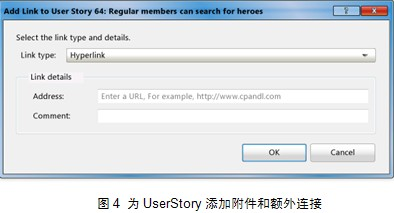 Add Link to User Story 64: Regular members can search for heroes
Select the link type and details.
Link type: Hyperlink
Link details
Address: Enter a URL, For example, http://www.cpandl.com
Comment:
OK Cancel
图4 为 UserStory 添加附件和额外连接